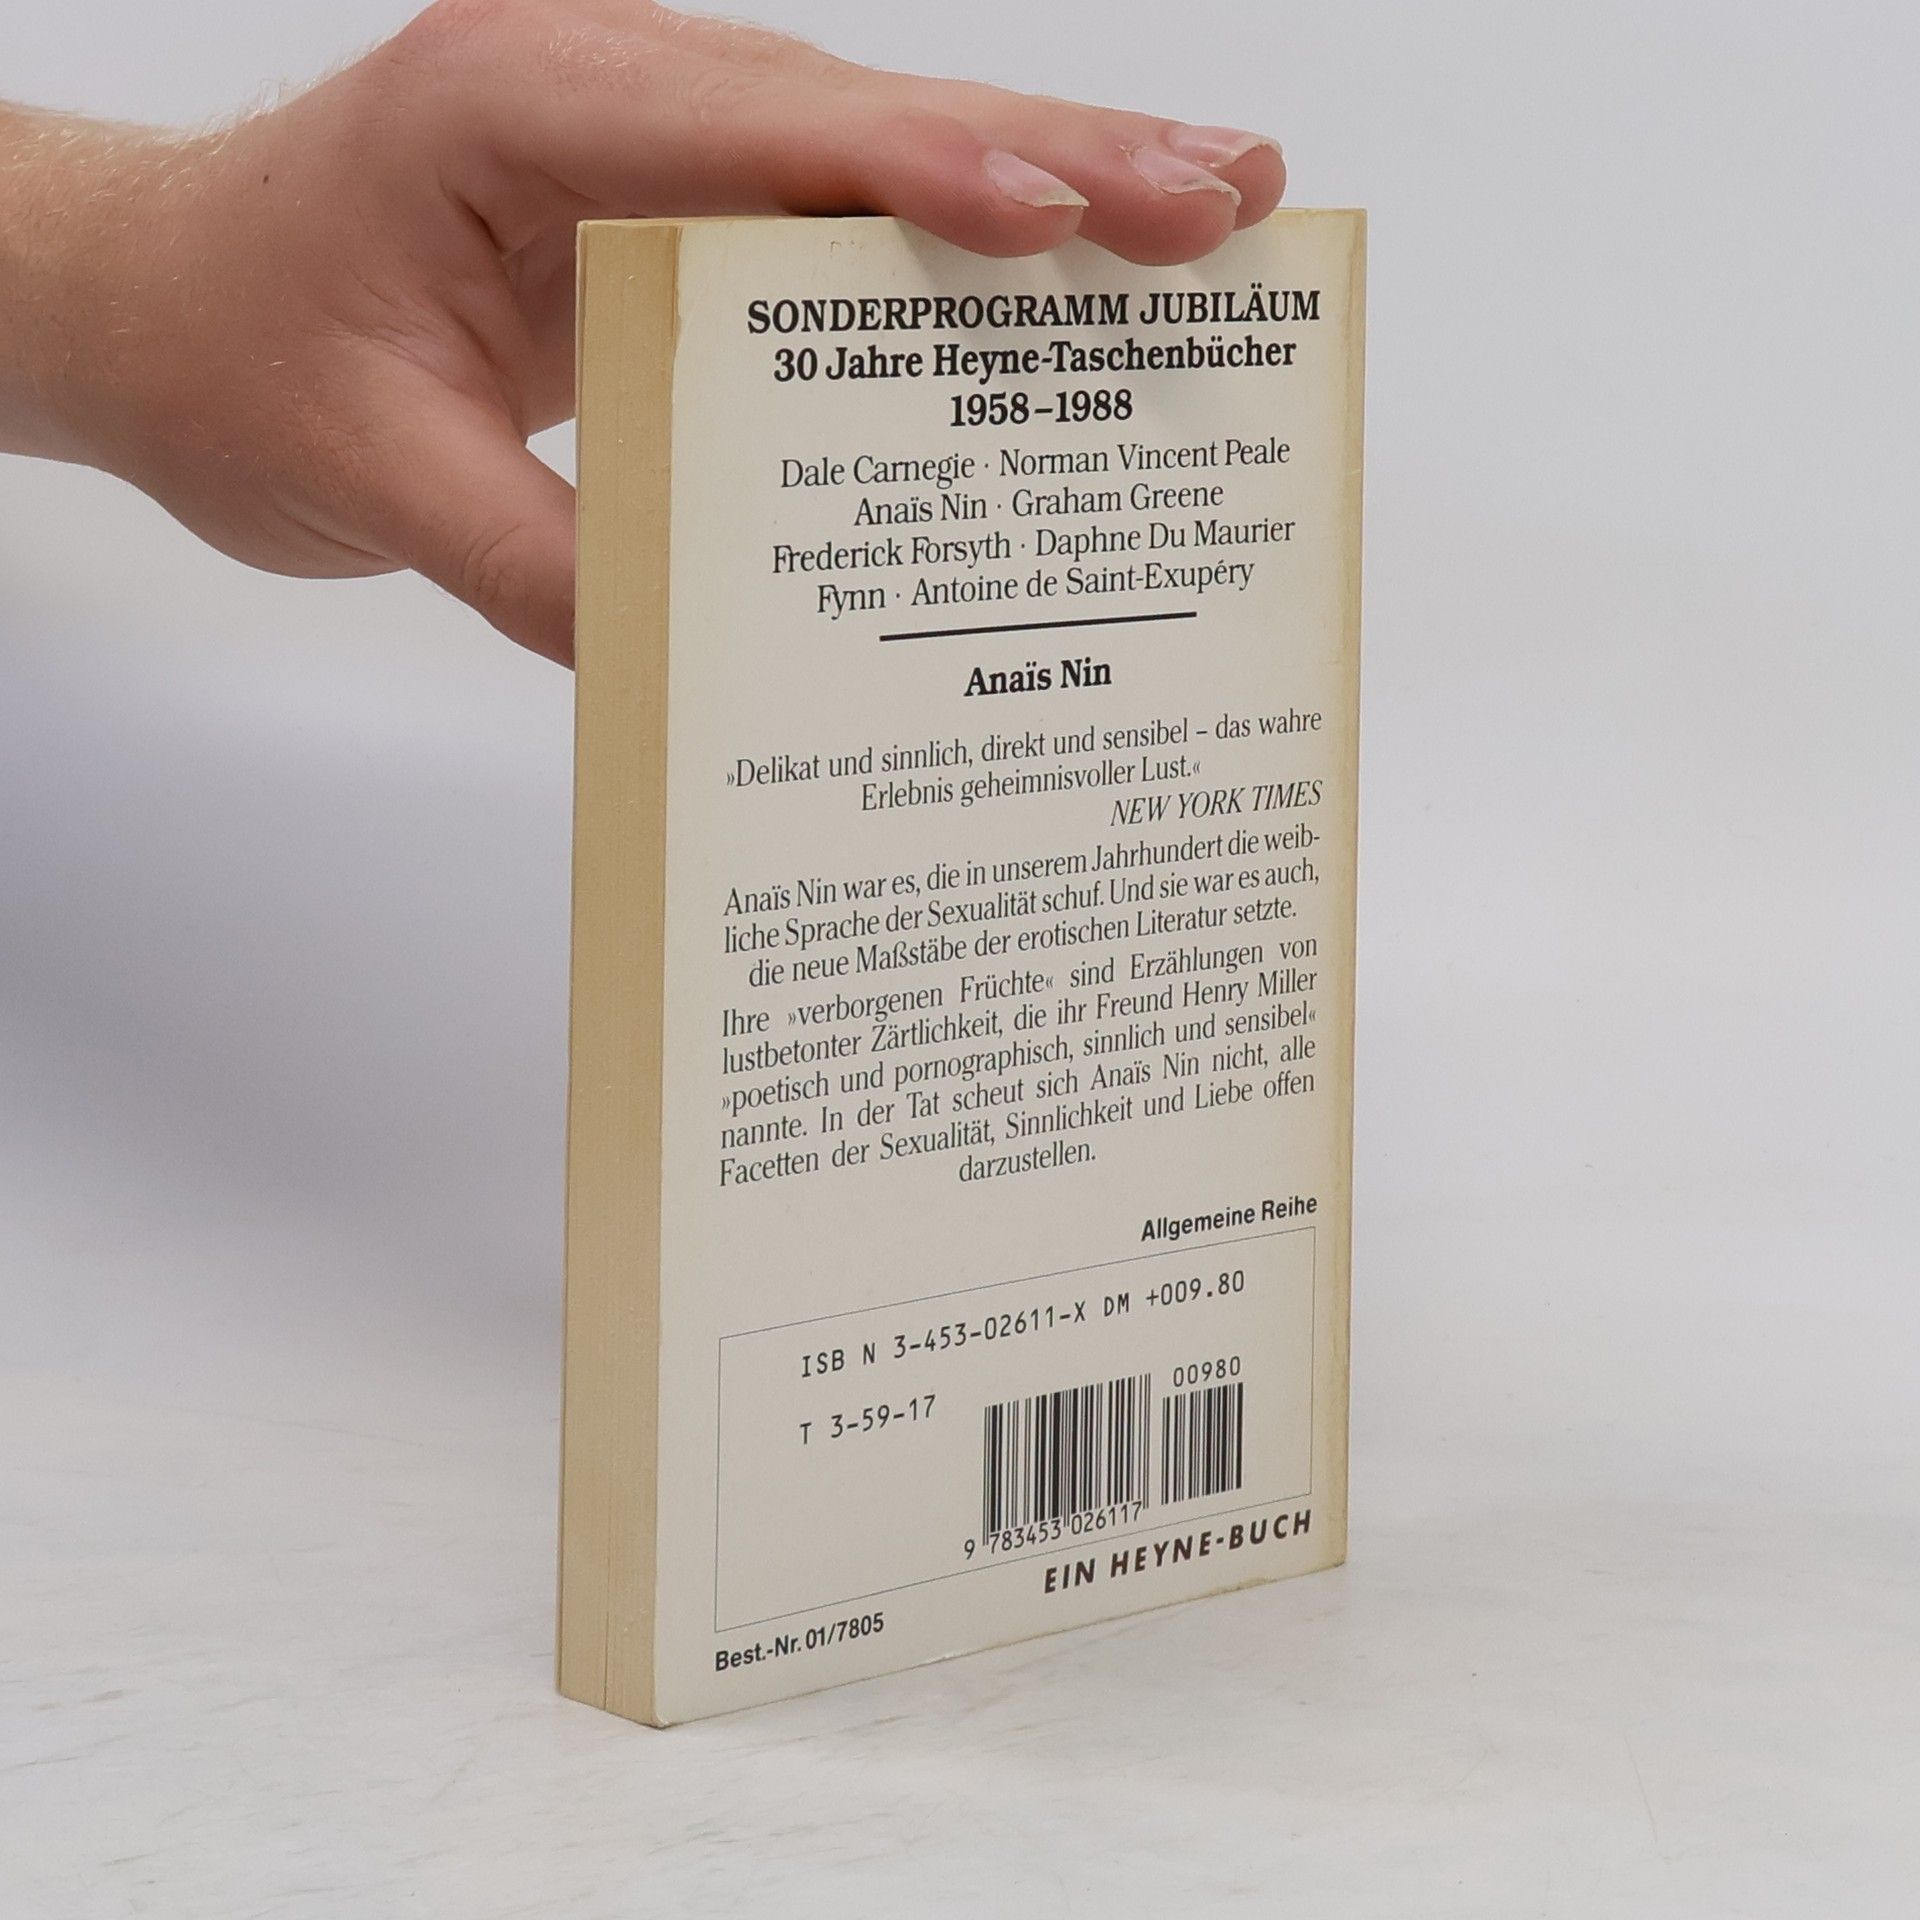 SONDERPROGRAMM JUBILÄUM
30 Jahre Heyne-Taschenbücher
1958–1988
Dale Carnegie · Norman Vincent Peale
Anaïs Nin · Graham Greene
Frederick Forsyth · Daphne Du Maurier
Fynn · Antoine de Saint-Exupéry
Anaïs Nin
»Delikat und sinnlich, direkt und sensibel – das wahre
Erlebnis geheimnisvoller Lust.«
NEW YORK TIMES
Anaïs Nin war es, die in unserem Jahrhundert die weib-
liche Sprache der Sexualität schuf. Und sie war es auch,
die neue Maßstäbe der erotischen Literatur setzte.
Ihre »verborgenen Früchte« sind Erzählungen von
lustbetonter Zärtlichkeit, die ihr Freund Henry Miller
»poetisch und pornographisch, sinnlich und sensibel«
nannte. In der Tat scheut sich Anaïs Nin nicht, alle
Facetten der Sexualität, Sinnlichkeit und Liebe offen
darzustellen.
Allgemeine Reihe
ISB N 3-453-02611-X DM +009.80
T 3-59-17
00980
9 783453 026117
EIN HEYNE-BUCH
Best.-Nr. 01/7805